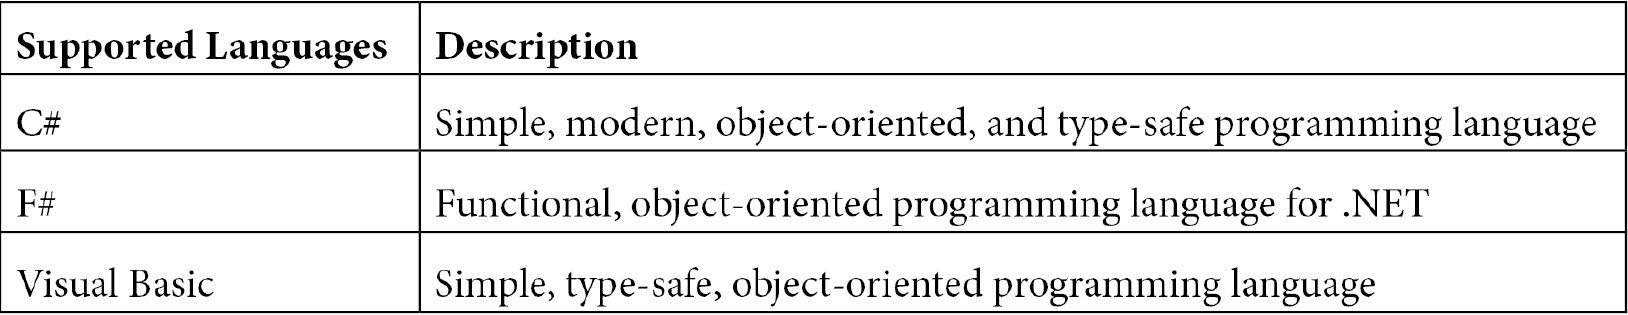 Supported Languages Description
C# Simple, modern, object-oriented, and type-safe programming language
F# Functional, object-oriented programming language for .NET
Visual Basic Simple, type-safe, object-oriented programming language